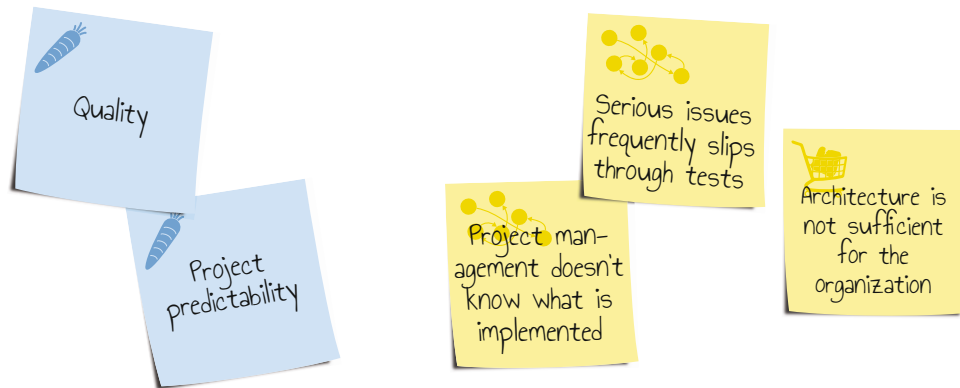 Quality
Project
predictability
Serious issues
frequently slips
through tests
Project man-
agement doesn't
know what is
implemented
Architecture is
not sufficient
for the
organization